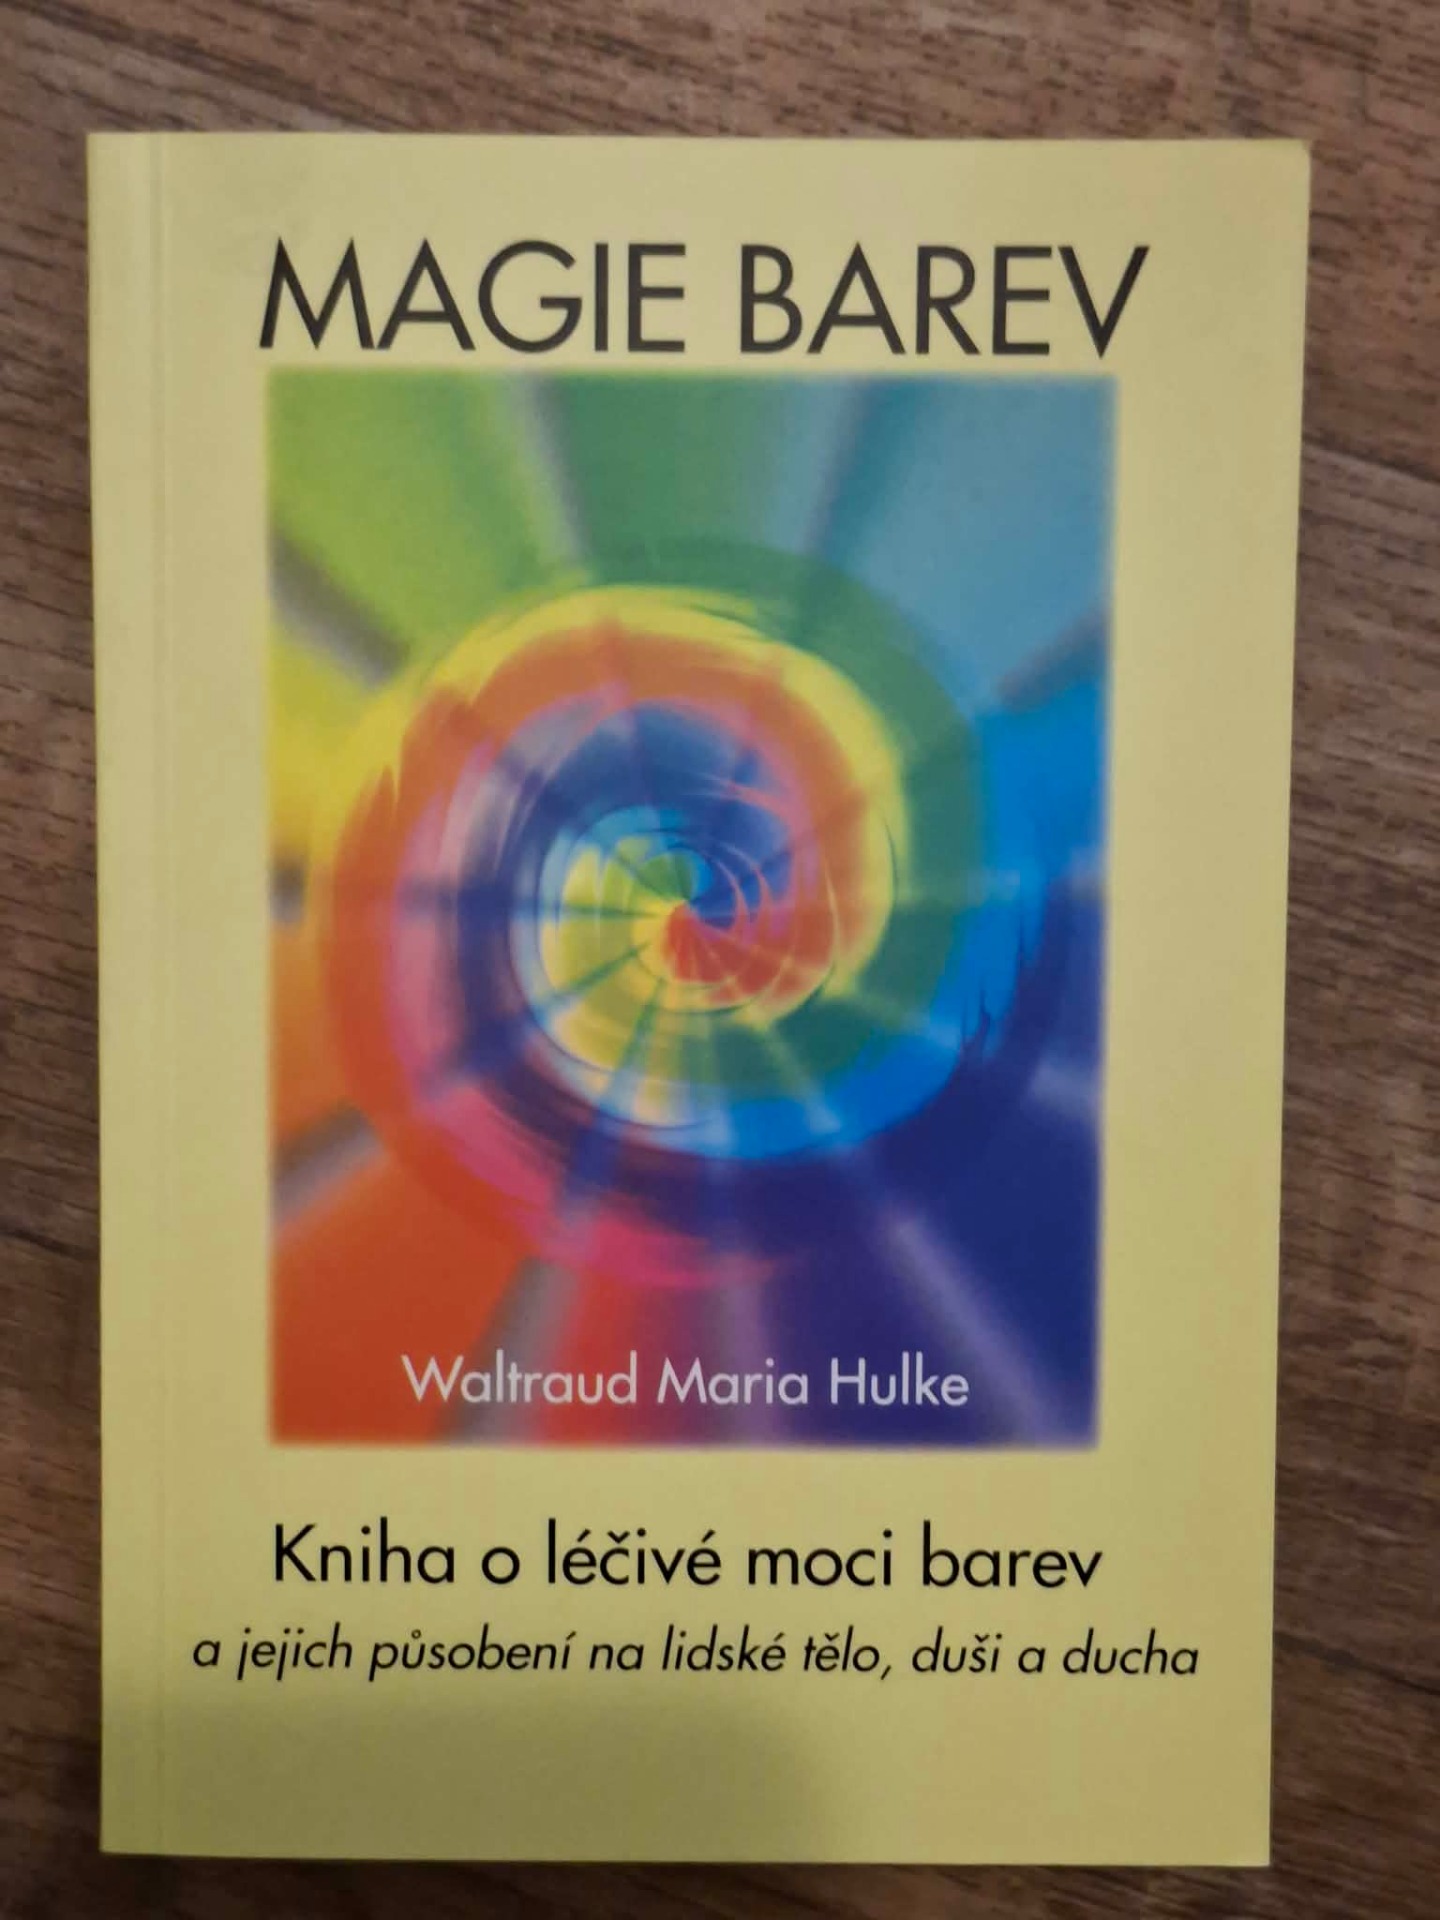 MAGIE BAREV
Waltraud Maria Hulke
Kniha o léčivé moci barev
a jejich působení na lidské tělo, duši a ducha